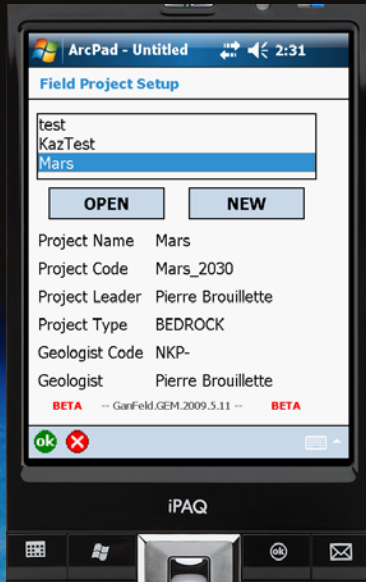 ArcPad - Untitled 2:31
Field Project Setup
test
KazTest
Mars
OPEN NEW
Project Name Mars
Project Code Mars_2030
Project Leader Pierre Brouillette
Project Type BEDROCK
Geologist Code NKP-
Geologist Pierre Brouillette
BETA -- GanFeld.GEM.2009.5.11 -- BETA
ok
iPAQ
ok